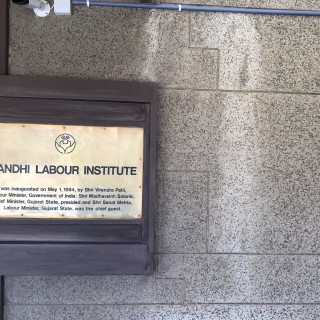 ANDHI LABOUR INSTITUTE
was inaugurated on May 1, 1984, by Shri Virendra Patil,
our Minister, Government of India. Shri Madhavsinh Solanki,
ef Minister, Gujarat State, presided and Shri Sanat Mehta,
Labour Minister, Gujarat State, was the chief guest.